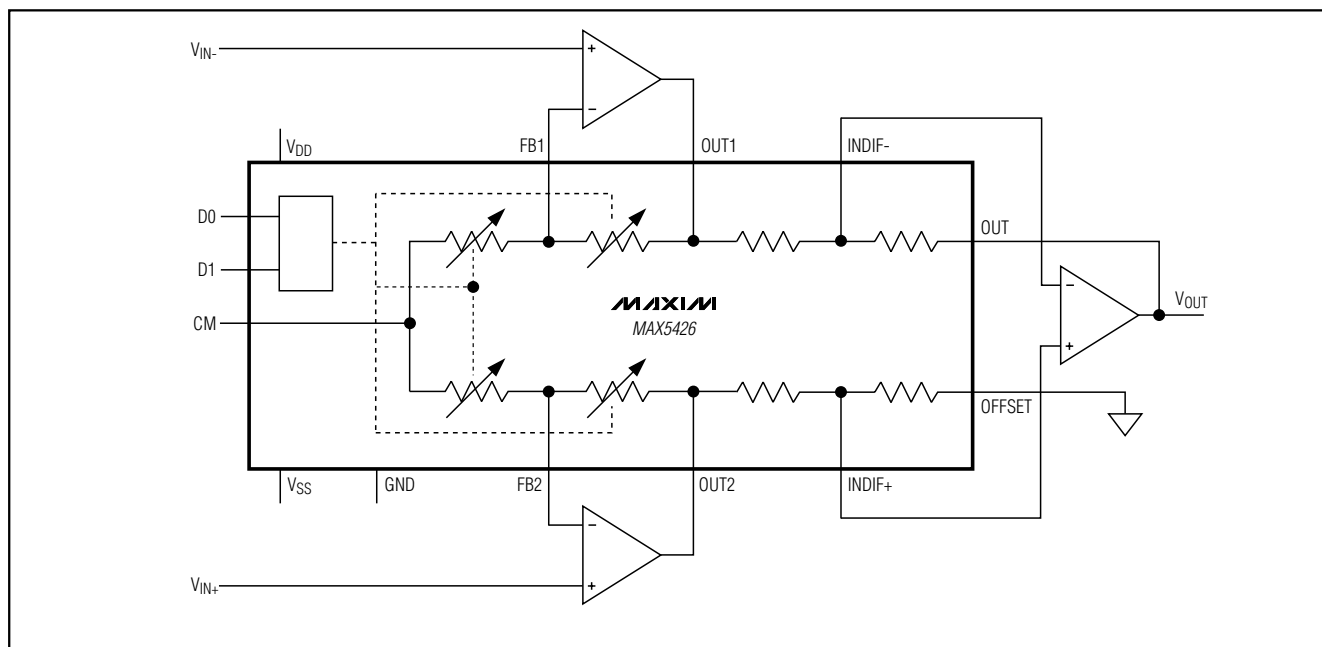 VIN-
+
−
FB1
OUT1
INDIF-
VDD
D0
D1
CM
MAXIM
MAX5426
OUT
−
+
VOUT
OFFSET
VSS
GND
FB2
OUT2
INDIF+
−
+
VIN+